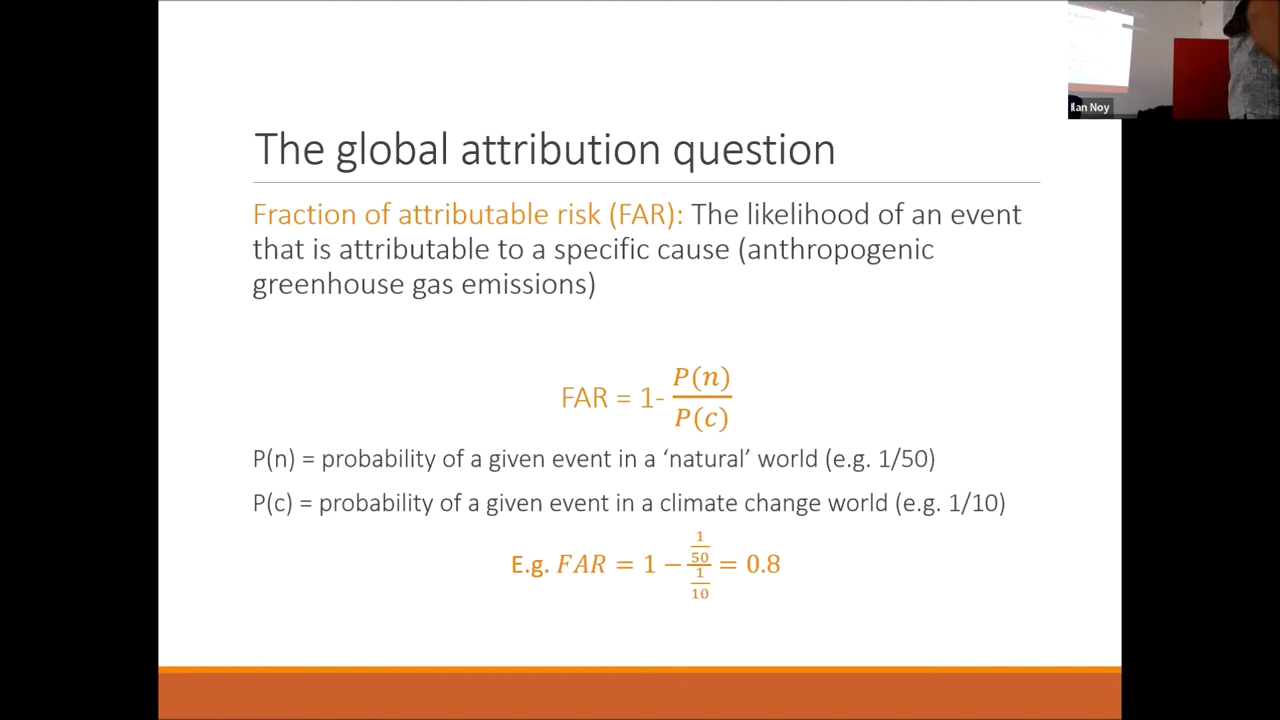 Ilan Noy
The global attribution question
Fraction of attributable risk (FAR): The likelihood of an event
that is attributable to a specific cause (anthropogenic
greenhouse gas emissions)
FAR = 1- P(n)/P(c)
P(n) = probability of a given event in a ‘natural’ world (e.g. 1/50)
P(c) = probability of a given event in a climate change world (e.g. 1/10)
E.g. FAR = 1 − (1/50)/(1/10) = 0.8